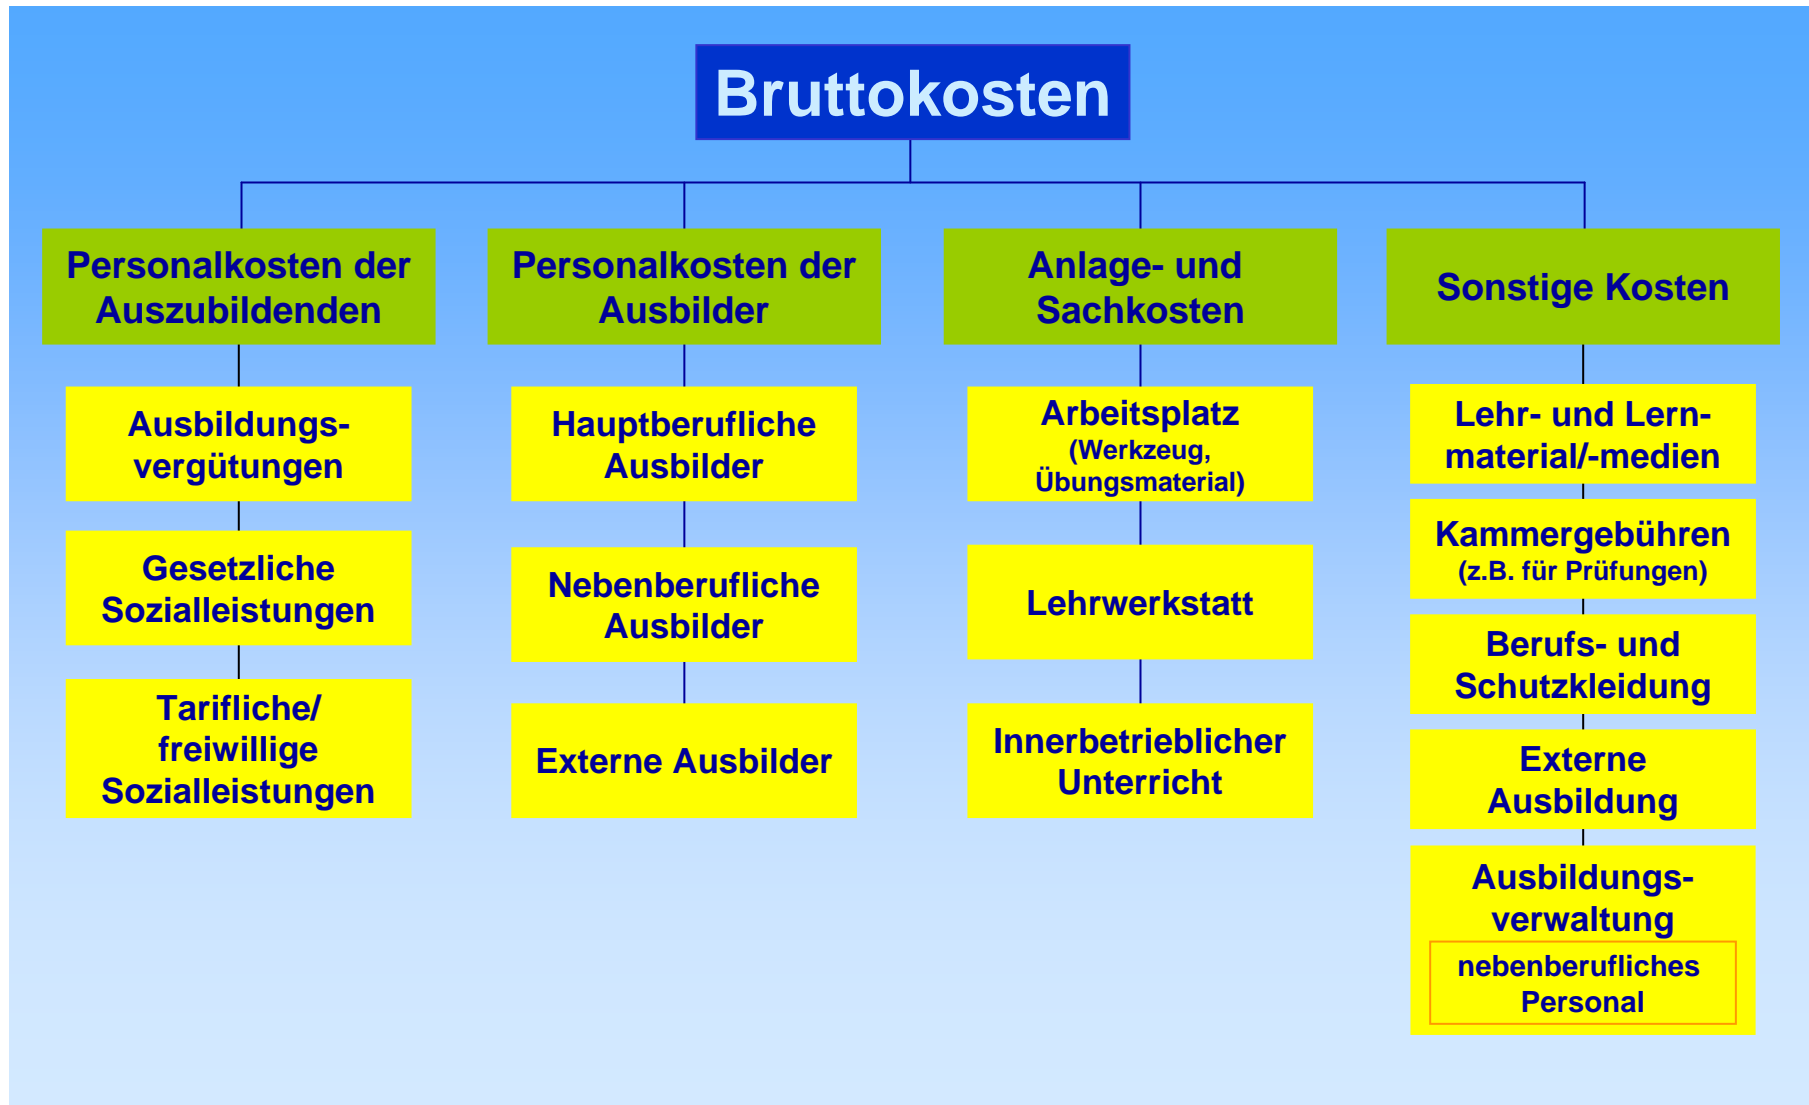 Bruttokosten
Personalkosten der
Auszubildenden
Ausbildungs-
vergütungen
Gesetzliche
Sozialleistungen
Tarifliche/
freiwillige
Sozialleistungen
Personalkosten der
Ausbilder
Hauptberufliche
Ausbilder
Nebenberufliche
Ausbilder
Externe Ausbilder
Anlage- und
Sachkosten
Arbeitsplatz
(Werkzeug,
Übungsmaterial)
Lehrwerkstatt
Innerbetrieblicher
Unterricht
Sonstige Kosten
Lehr- und Lern-
material/-medien
Kammergebühren
(z.B. für Prüfungen)
Berufs- und
Schutzkleidung
Externe
Ausbildung
Ausbildungs-
verwaltung
nebenberufliches
Personal